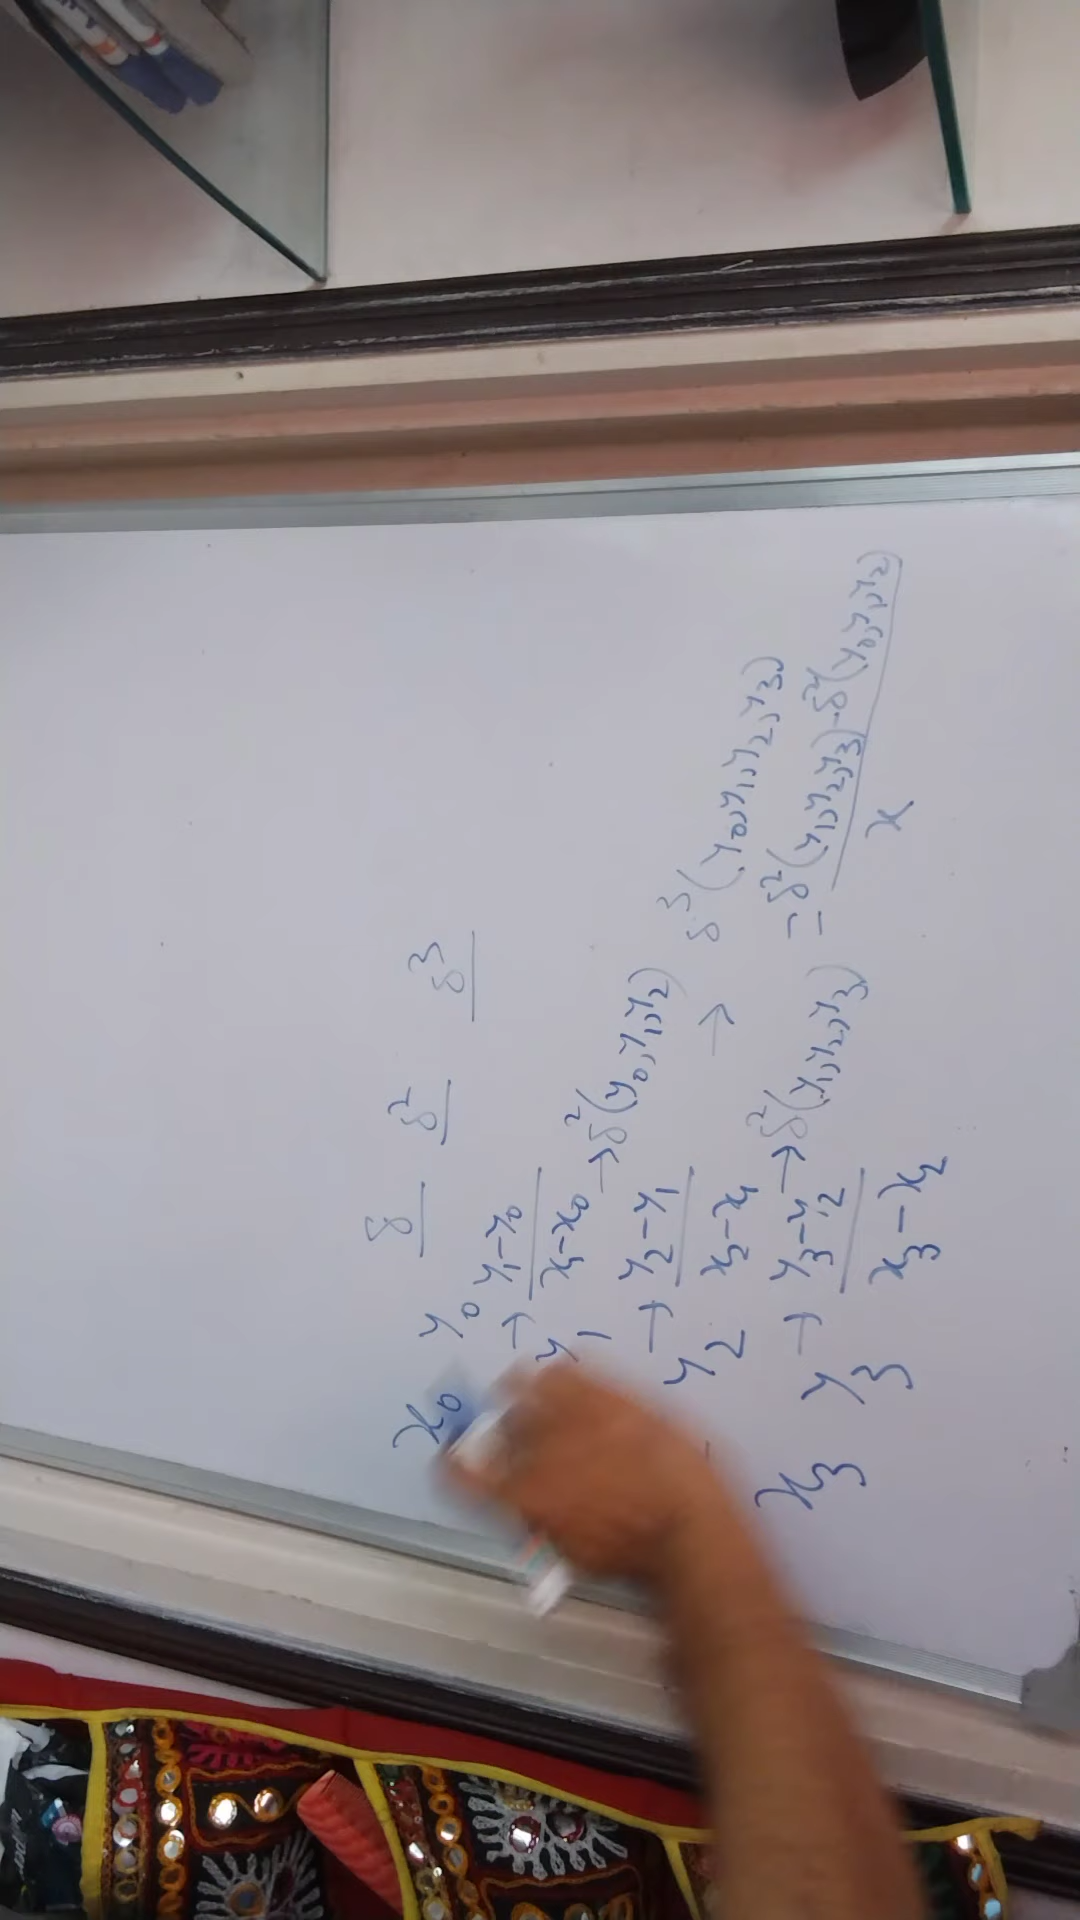 δ δ² δ³
x₀ y₀
→ (y₁-y₀)/(x₁-x₀)
y₁ → δ²(y₀,y₁,y₂)
→ (y₂-y₁)/(x₂-x₁) → δ³(y₀,y₁,y₂,y₃)
y₂ = (δ²(y₁,y₂,y₃)-δ²(y₀,y₁,y₂))/x
→ (y₃-y₂)/(x₃-x₂) → δ²(y₁,y₂,y₃)
x₃ y₃